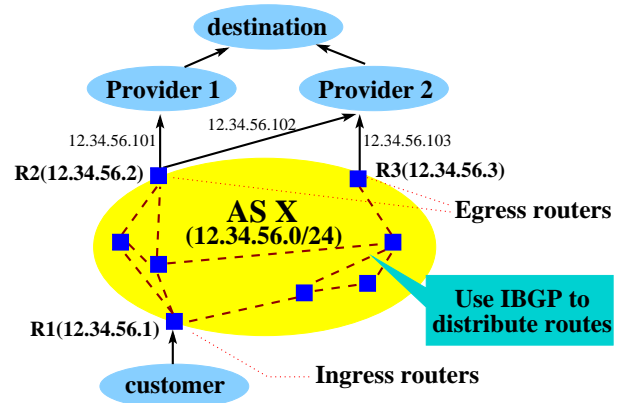 destination
Provider 1
Provider 2
12.34.56.101
12.34.56.102
12.34.56.103
R2(12.34.56.2)
R3(12.34.56.3)
AS X
(12.34.56.0/24)
Egress routers
Use IBGP to
distribute routes
R1(12.34.56.1)
Ingress routers
customer